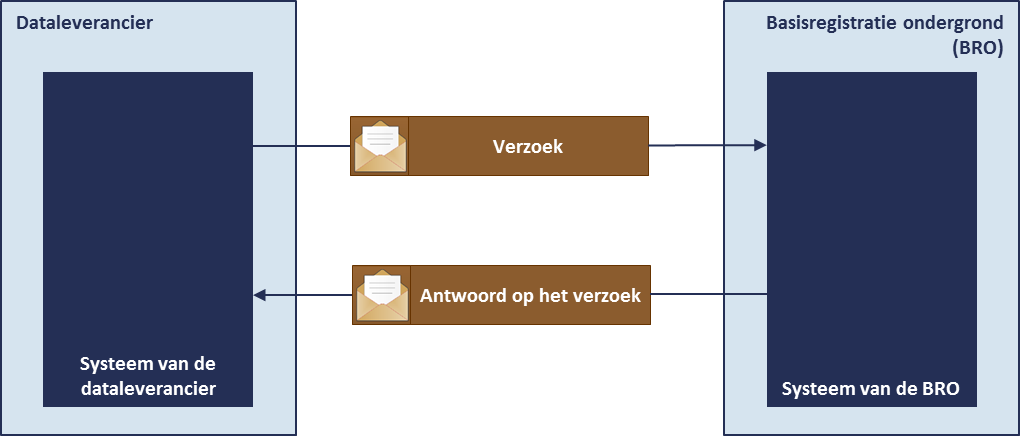 Dataleverancier
Basisregistratie ondergrond
(BRO)
Verzoek
Antwoord op het verzoek
Systeem van de
dataleverancier
Systeem van de BRO